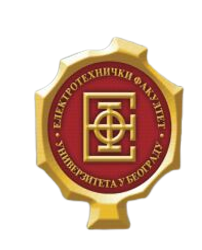 ЕЛЕКТРОТЕХНИЧКИ ФАКУЛТЕТ
УНИВЕРЗИТЕТА У БЕОГРАДУ